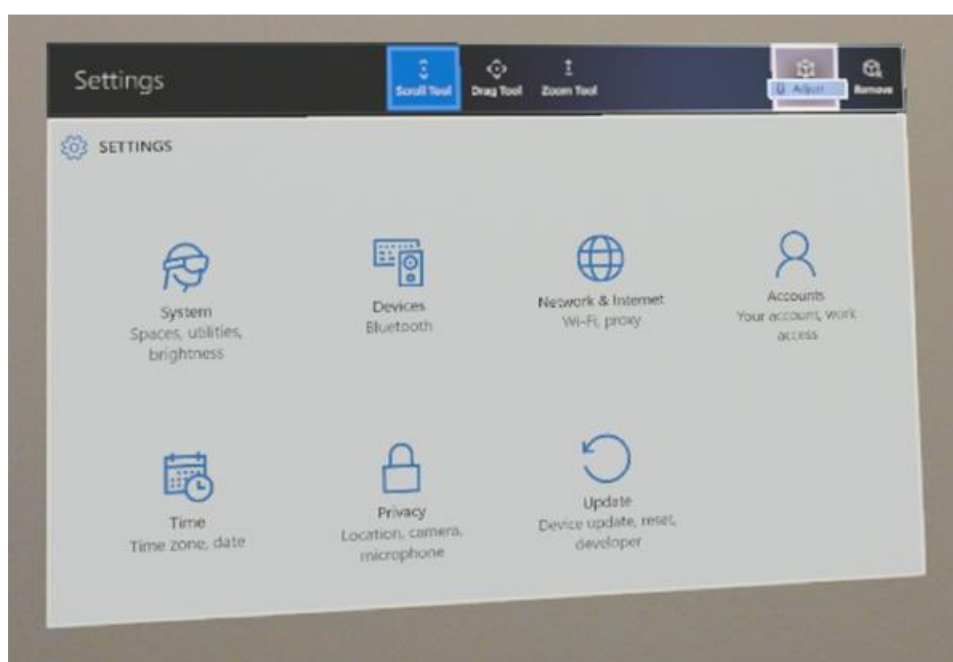 Settings
Scroll Tool
Drag Tool
Zoom Tool
Adjust
Remove
SETTINGS
System
Spaces, utilities,
brightness
Devices
Bluetooth
Network & Internet
Wi-Fi, proxy
Accounts
Your account, work
access
Time
Time zone, date
Privacy
Location, camera,
microphone
Update
Device update, reset,
developer